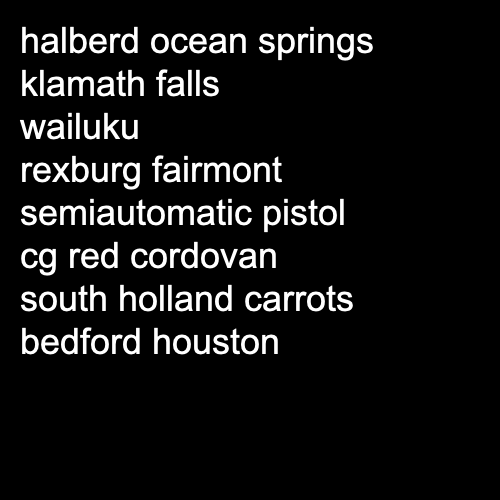 halberd ocean springs
klamath falls
wailuku
rexburg fairmont
semiautomatic pistol
cg red cordovan
south holland carrots
bedford houston